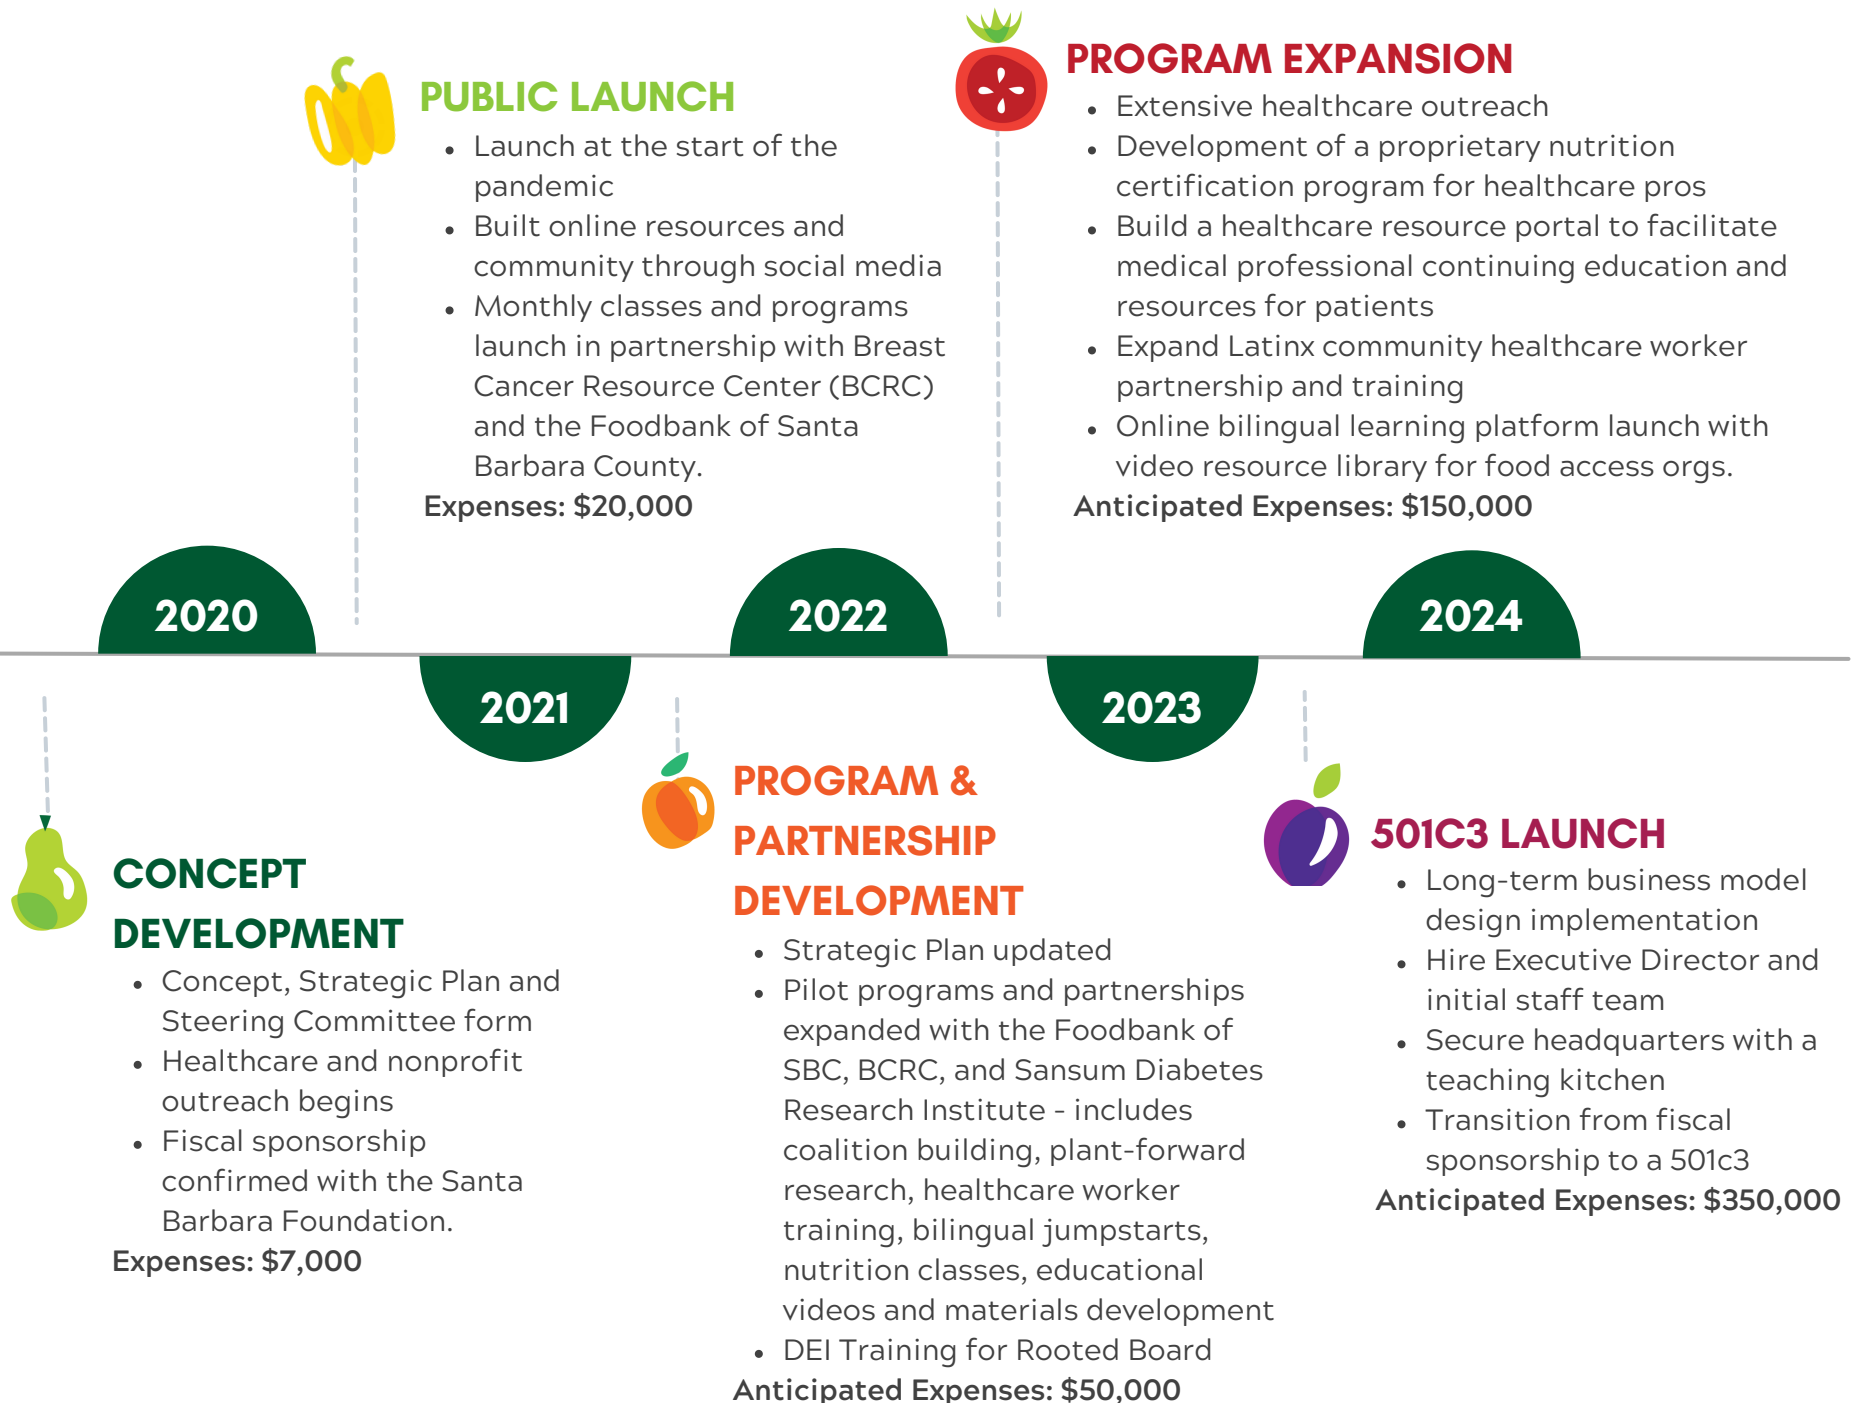 PUBLIC LAUNCH
Launch at the start of the
pandemic
Built online resources and
community through social media
Monthly classes and programs
launch in partnership with Breast
Cancer Resource Center (BCRC)
and the Foodbank of Santa
Barbara County.
Expenses: $20,000
PROGRAM EXPANSION
Extensive healthcare outreach
Development of a proprietary nutrition
certification program for healthcare pros
Build a healthcare resource portal to facilitate
medical professional continuing education and
resources for patients
Expand Latinx community healthcare worker
partnership and training
Online bilingual learning platform launch with
video resource library for food access orgs.
Anticipated Expenses: $150,000
2020
2021
2022
2023
2024
CONCEPT
DEVELOPMENT
Concept, Strategic Plan and
Steering Committee form
Healthcare and nonprofit
outreach begins
Fiscal sponsorship
confirmed with the Santa
Barbara Foundation.
Expenses: $7,000
PROGRAM &
PARTNERSHIP
DEVELOPMENT
Strategic Plan updated
Pilot programs and partnerships
expanded with the Foodbank of
SBC, BCRC, and Sansum Diabetes
Research Institute - includes
coalition building, plant-forward
research, healthcare worker
training, bilingual jumpstarts,
nutrition classes, educational
videos and materials development
DEI Training for Rooted Board
Anticipated Expenses: $50,000
501C3 LAUNCH
Long-term business model
design implementation
Hire Executive Director and
initial staff team
Secure headquarters with a
teaching kitchen
Transition from fiscal
sponsorship to a 501c3
Anticipated Expenses: $350,000